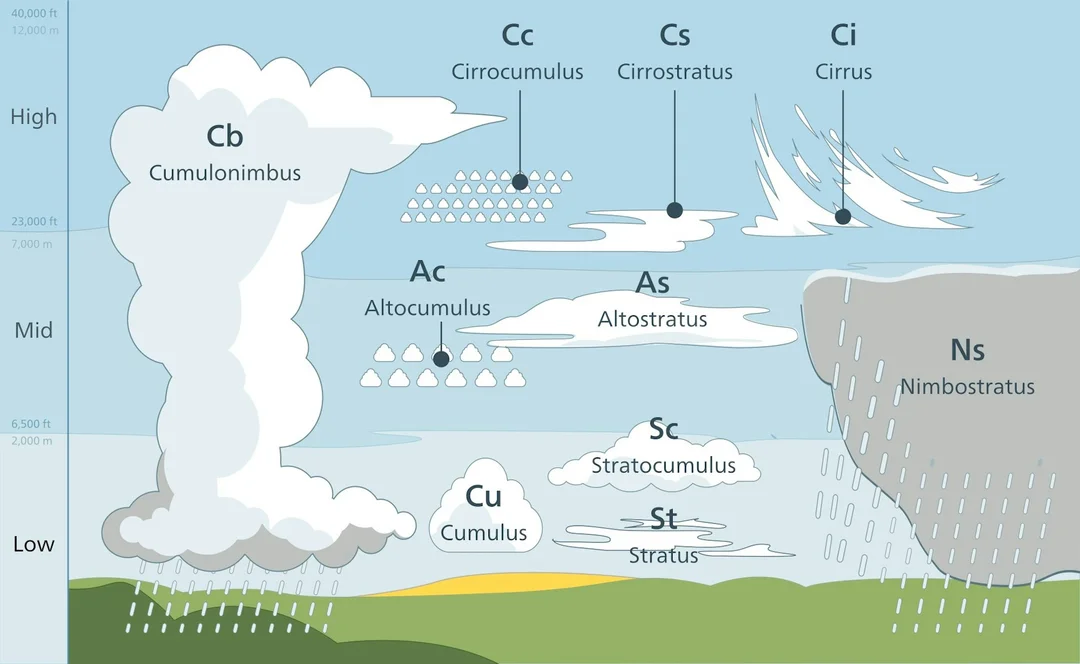 40,000 ft
12,000 m
High
23,000 ft
7,000 m
Mid
6,500 ft
2,000 m
Low
Cb
Cumulonimbus
Cc
Cirrocumulus
Cs
Cirrostratus
Ci
Cirrus
Ac
Altocumulus
As
Altostratus
Ns
Nimbostratus
Sc
Stratocumulus
Cu
Cumulus
St
Stratus